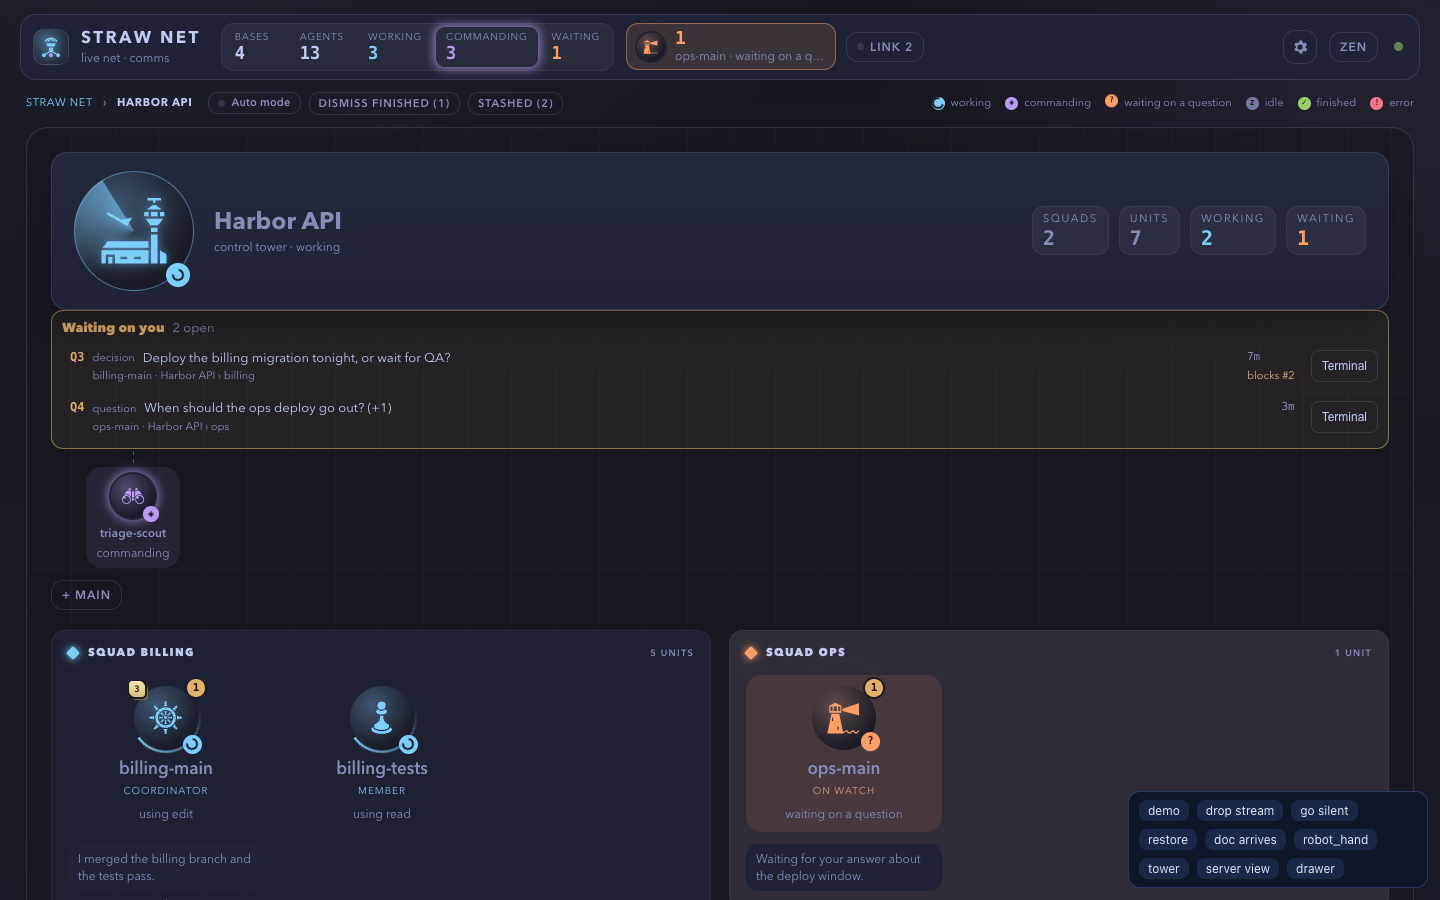 STRAW NET
live net · comms
BASES
4
AGENTS
13
WORKING
3
COMMANDING
3
WAITING
1
1
ops-main · waiting on a q…
LINK 2
ZEN
STRAW NET › HARBOR API
Auto mode
DISMISS FINISHED (1)
STASHED (2)
working
commanding
? waiting on a question
z idle
✓ finished
! error
Harbor API
control tower · working
SQUADS
2
UNITS
7
WORKING
2
WAITING
1
Waiting on you 2 open
Q3 decision Deploy the billing migration tonight, or wait for QA?
billing-main · Harbor API › billing
7m
blocks #2
Terminal
Q4 question When should the ops deploy go out? (+1)
ops-main · Harbor API › ops
3m
Terminal
triage-scout
commanding
+ MAIN
SQUAD BILLING
5 UNITS
3
1
billing-main
COORDINATOR
using edit
I merged the billing branch and
the tests pass.
billing-tests
MEMBER
using read
SQUAD OPS
1 UNIT
1
?
ops-main
ON WATCH
waiting on a question
Waiting for your answer about
the deploy window.
demo
drop stream
go silent
restore
doc arrives
robot_hand
tower
server view
drawer